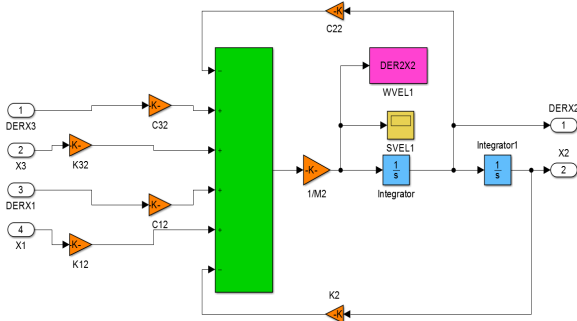 -K
C22
DER2X2
WVEL1
1
DERX3
-K-
C32
2
X3
-K-
K32
3
DERX1
-K-
C12
4
X1
-K-
K12
-
+
+
+
+
-
-K-
1/M2
SVEL1
1
s
Integrator
Integrator1
1
s
DERX2
1
X2
2
K2
-K